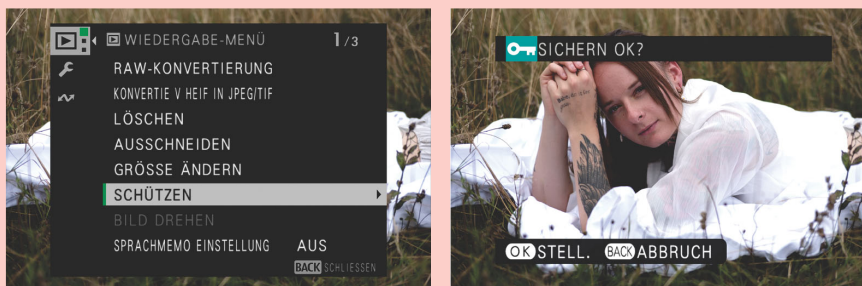 WIEDERGABE-MENÜ 1/3
RAW-KONVERTIERUNG
KONVERTIE V HEIF IN JPEG/TIF
LÖSCHEN
AUSSCHNEIDEN
GRÖSSE ÄNDERN
SCHÜTZEN
BILD DREHEN
SPRACHMEMO EINSTELLUNG AUS
BACK SCHLIESSEN
SICHERN OK?
OK STELL. BACK ABBRUCH